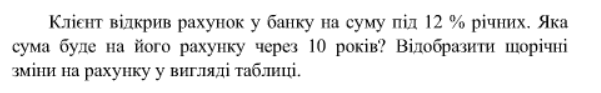 Клієнт відкрив рахунок у банку на суму під 12 % річних. Яка
сума буде на його рахунку через 10 років? Відобразити щорічні
зміни на рахунку у вигляді таблиці.